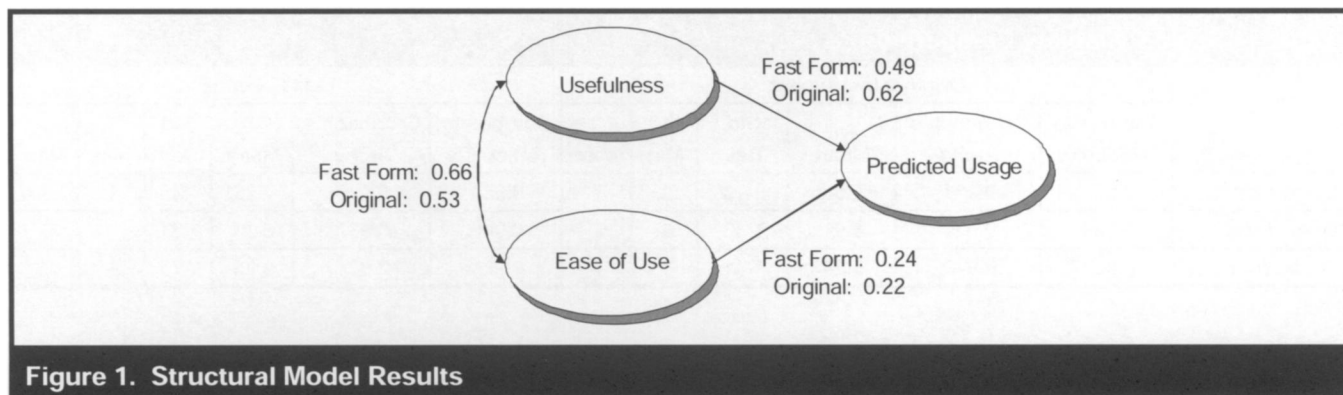 Usefulness
Fast Form: 0.49
Original: 0.62
Predicted Usage
Fast Form: 0.66
Original: 0.53
Ease of Use
Fast Form: 0.24
Original: 0.22
Figure 1. Structural Model Results